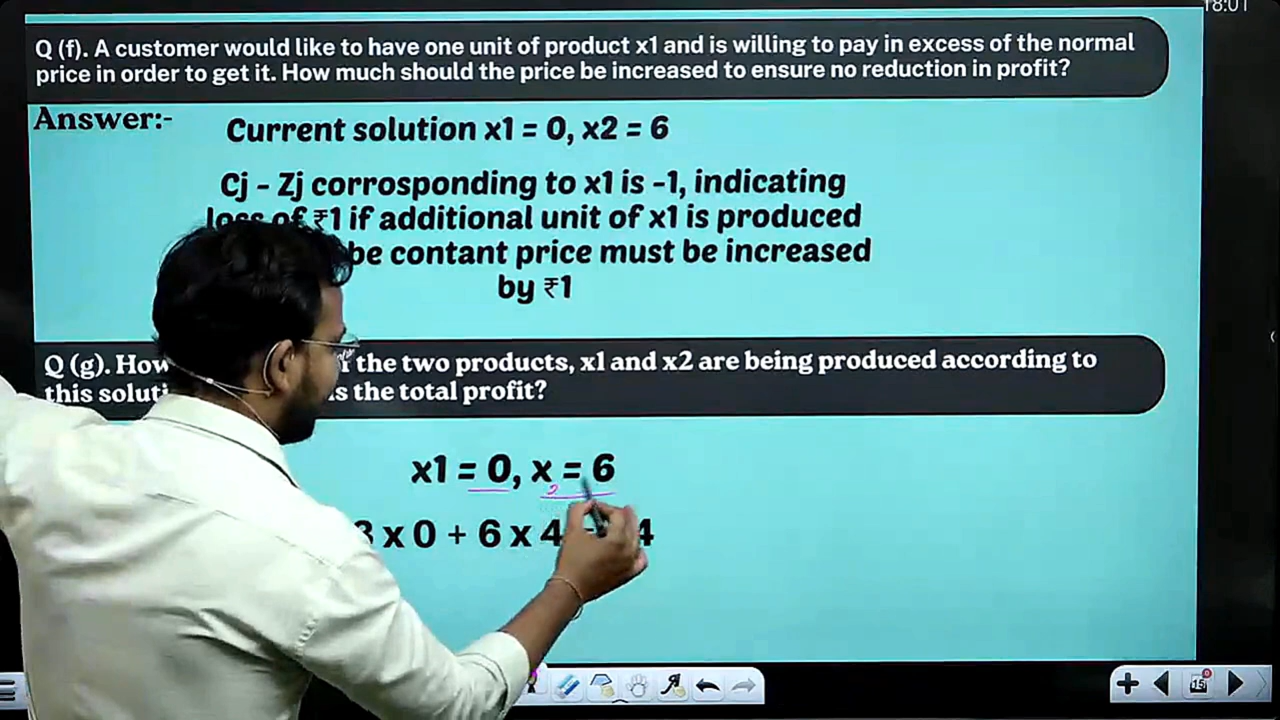 18:01
Q (f). A customer would like to have one unit of product x1 and is willing to pay in excess of the normal
price in order to get it. How much should the price be increased to ensure no reduction in profit?
Answer:-
Current solution x1 = 0, x2 = 6
Cj - Zj corrosponding to x1 is -1, indicating
loss of ₹1 if additional unit of x1 is produced
be contant price must be increased
by ₹1
Q (g). How the two products, x1 and x2 are being produced according to
this the total profit?
x1 = 0, x2 = 6
x 0 + 6 x 4
15